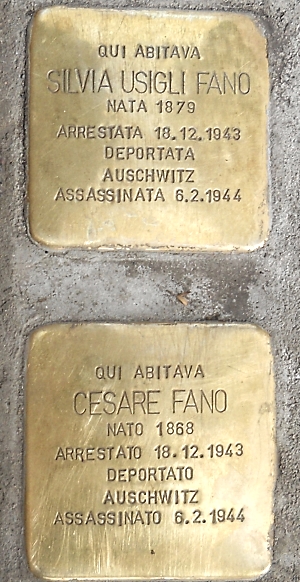 QUI ABITAVA
SILVIA USIGLI FANO
NATA 1879
ARRESTATA 18.12.1943
DEPORTATA
AUSCHWITZ
ASSASSINATA 6.2.1944
QUI ABITAVA
CESARE FANO
NATO 1868
ARRESTATO 18.12.1943
DEPORTATO
AUSCHWITZ
ASSASSINATO 6.2.1944